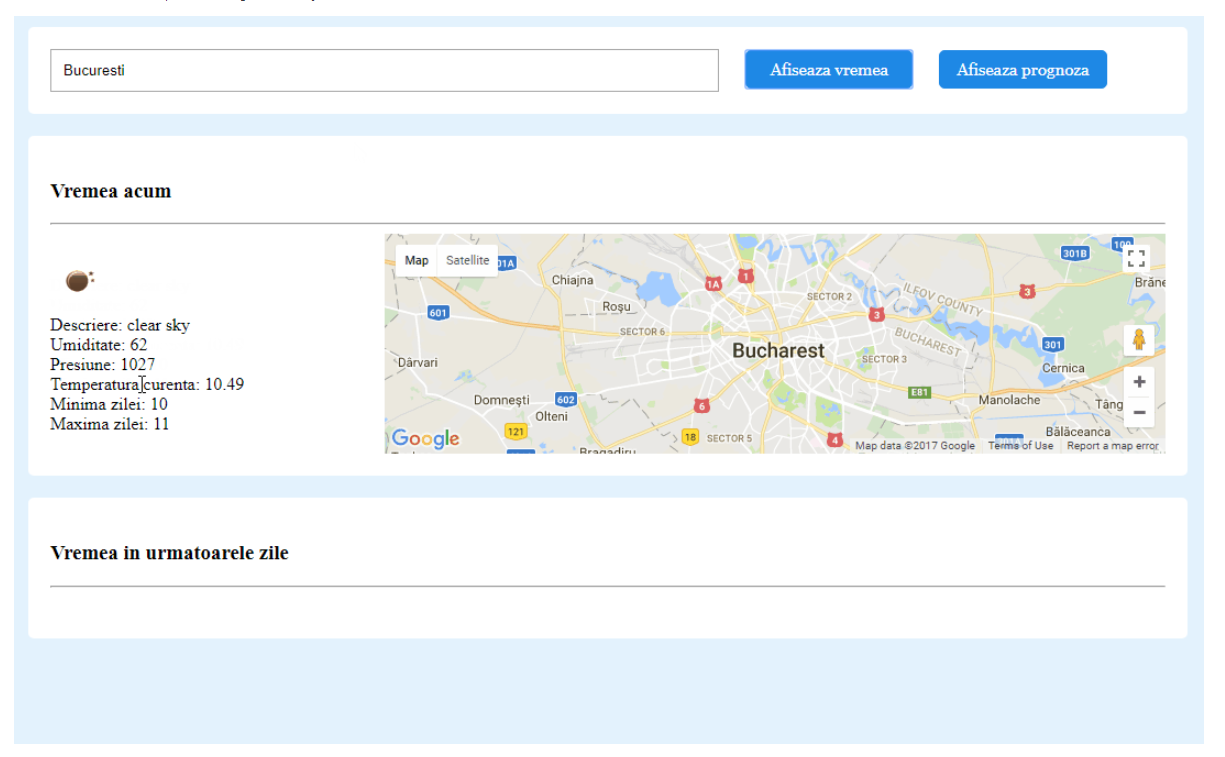 Bucuresti
Afiseaza vremea
Afiseaza prognoza
Vremea acum
Descriere: clear sky
Umiditate: 62
Presiune: 1027
Temperatura curenta: 10.49
Minima zilei: 10
Maxima zilei: 11
Map Satellite
01A
Chiajna
1A
1
301B
100
SECTOR 2
ILFOV COUNTY
3
Brăne
601
Roşu
3
SECTOR 6
BUCHAREST
301
Dârvari
Bucharest
SECTOR 3
Cernica
E81
Domneşti
602
6
Manolache
Tâng
Olteni
121
18
SECTOR 5
4
Bălăceanca
Google
Bragadiru
Map data ©2017 Google
Terms of Use
Report a map error
Vremea in urmatoarele zile